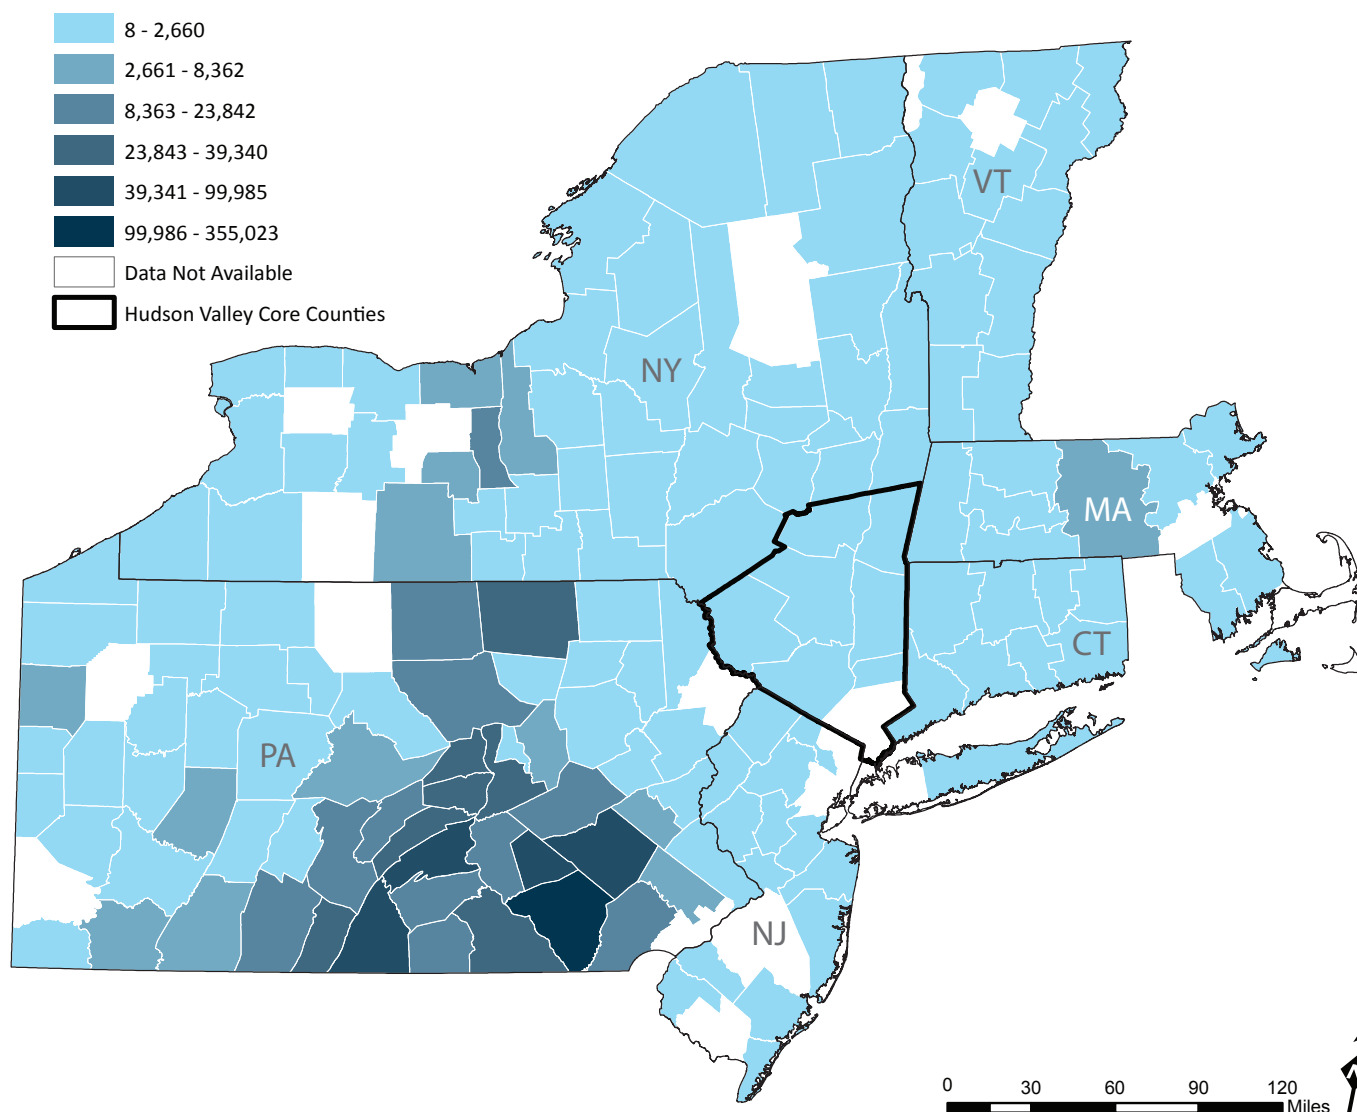 8 - 2,660
2,661 - 8,362
8,363 - 23,842
23,843 - 39,340
39,341 - 99,985
99,986 - 355,023
Data Not Available
Hudson Valley Core Counties
VT
NY
MA
CT
PA
NJ
0 30 60 90 120
Miles